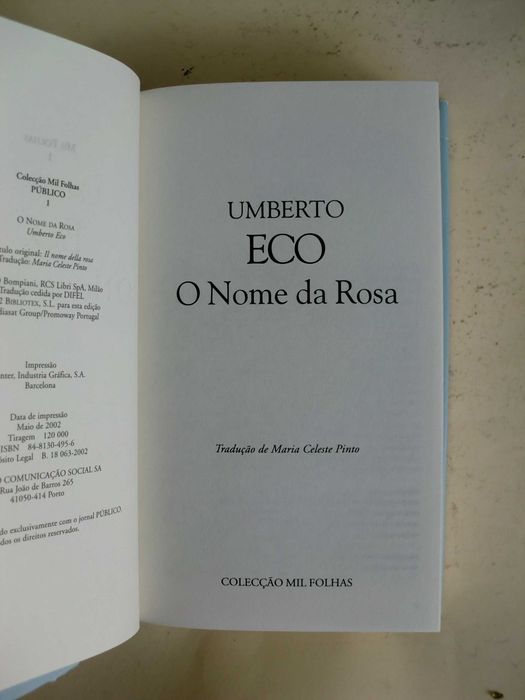 Colecção Mil Folhas
PÚBLICO
1
O Nome da Rosa
Umberto Eco
original: Il nome della rosa
Tradução: Maria Celeste Pinto
Bompiani, RCS Libri SpA, Milão
Tradução cedida por DIFEL
BIBLIOTEX, S.L. para esta edição
Group/Promoway Portugal
Impressão
Industria Gráfica, S.A.
Barcelona
Data de impressão
Maio de 2002
Tiragem 120 000
ISBN 84-8130-495-6
Legal B. 18 063-2002
COMUNICAÇÃO SOCIAL SA
Rua João de Barros 265
41050-414 Porto
exclusivamente com o jornal PÚBLICO.
os direitos reservados.
UMBERTO
ECO
O Nome da Rosa
Tradução de Maria Celeste Pinto
COLECÇÃO MIL FOLHAS